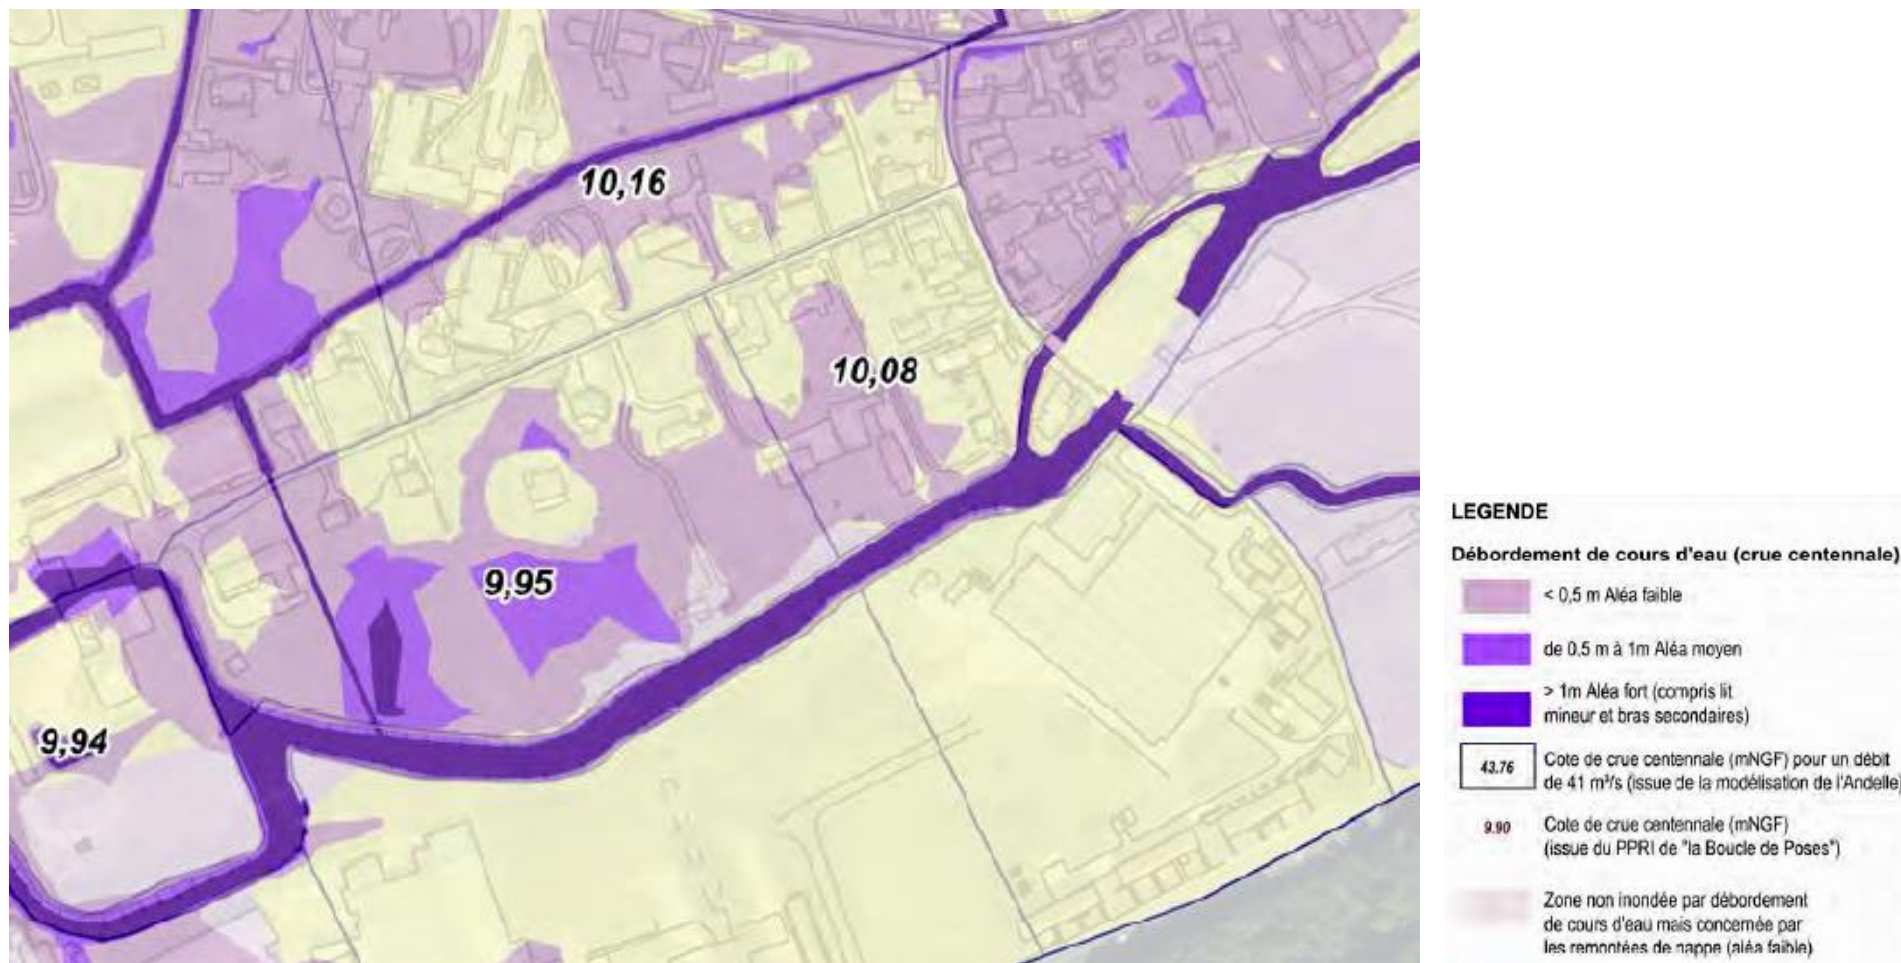 10,16
10,08
9,95
9,94
LEGENDE
Débordement de cours d'eau (crue centennale)
< 0,5 m Aléa faible
de 0.5 m à 1m Aléa moyen
> 1m Aléa fort (compris lit
mineur et bras secondaires)
43.76
Cote de crue centennale (mNGF) pour un débit
de 41 m³/s (issue de la modélisation de l'Andelle)
9.90
Cote de crue centennale (mNGF)
(issue du PPRI de "la Boucle de Poses")
Zone non inondée par débordement
de cours d'eau mais concernée par
les remontées de nappe (aléa faible)